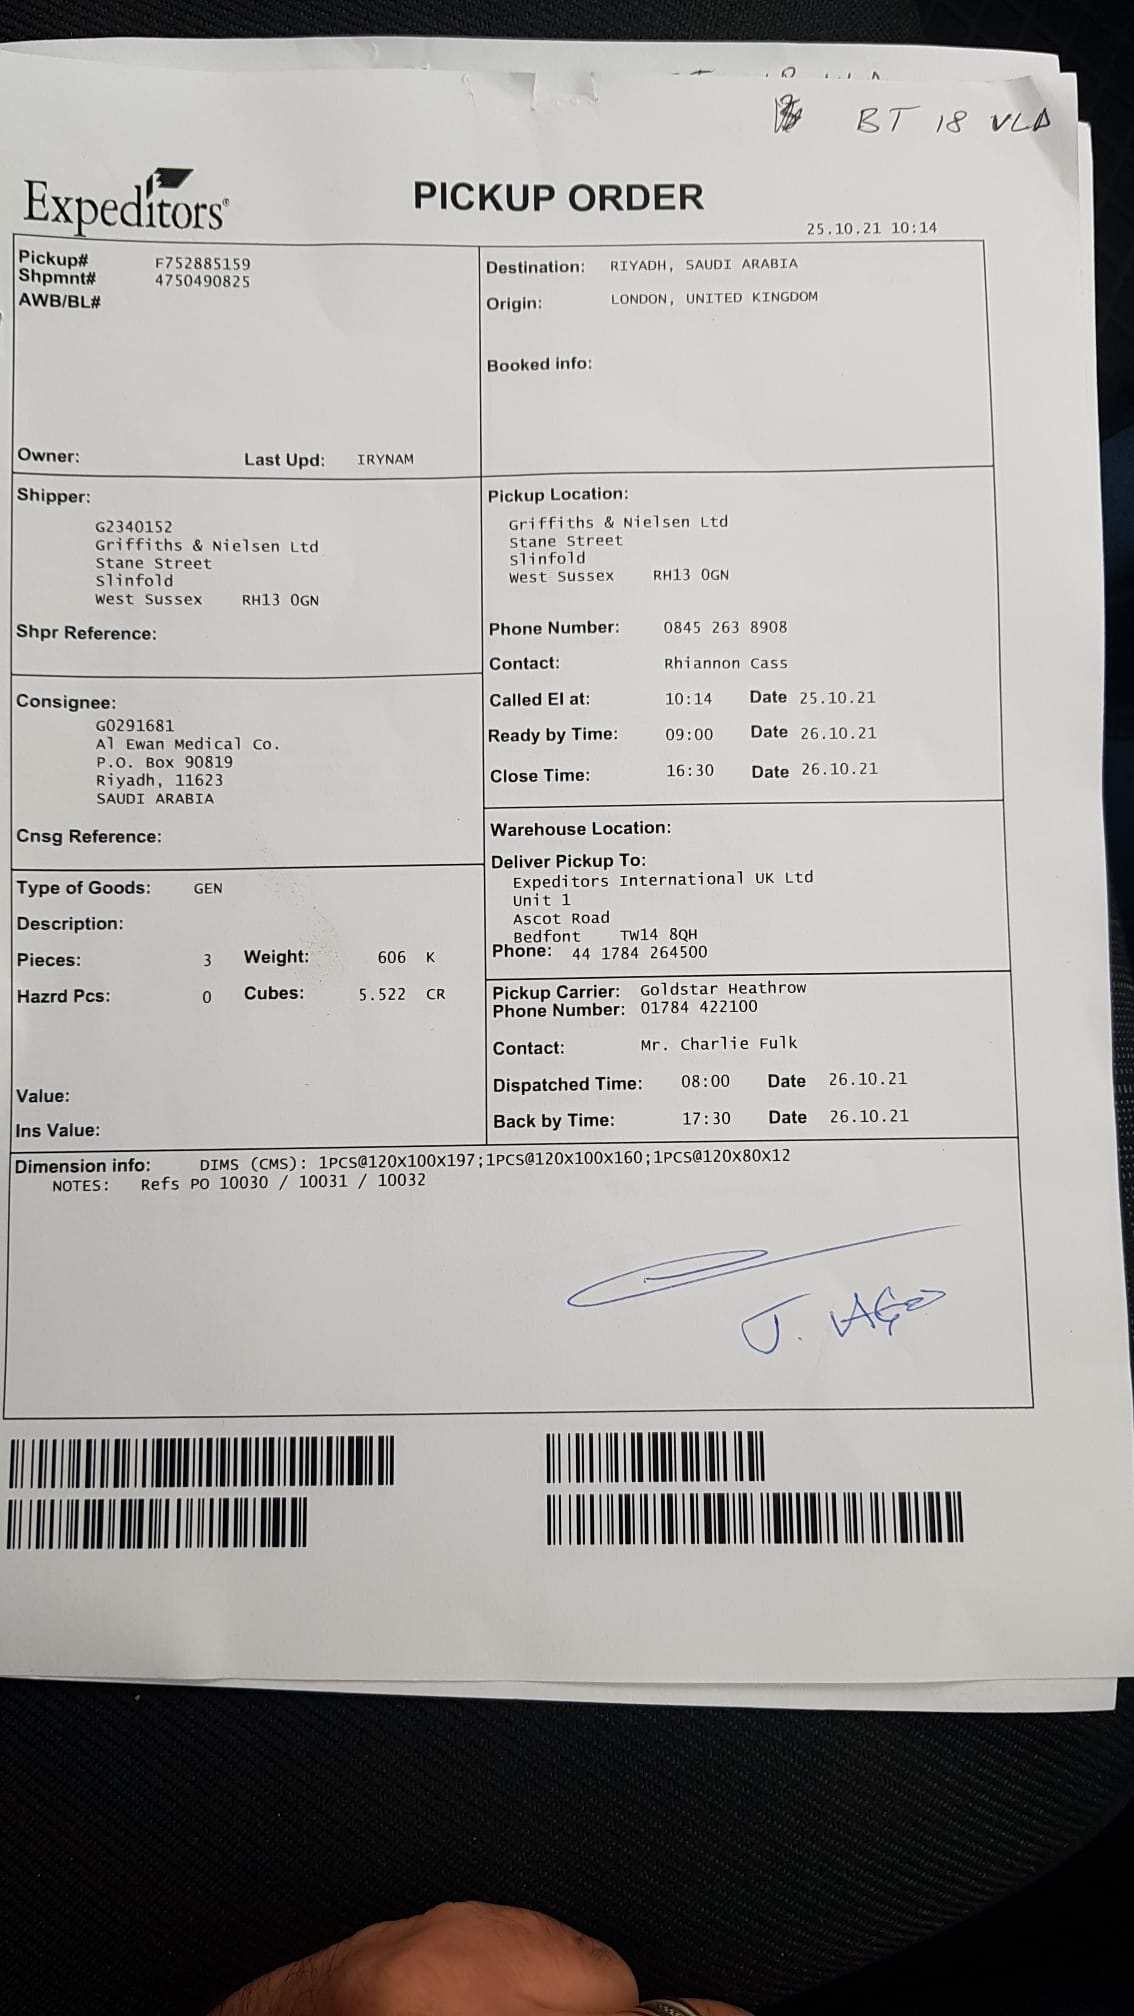 BT 18 VLA
Expeditors®
PICKUP ORDER
25.10.21 10:14
Pickup# F752885159
Shpmnt# 4750490825
AWB/BL#
Owner: Last Upd: IRYNAM
Destination: RIYADH, SAUDI ARABIA
Origin: LONDON, UNITED KINGDOM
Booked info:
Shipper:
G2340152
Griffiths & Nielsen Ltd
Stane Street
Slinfold
West Sussex RH13 0GN
Shpr Reference:
Pickup Location:
Griffiths & Nielsen Ltd
Stane Street
Slinfold
West Sussex RH13 0GN
Phone Number: 0845 263 8908
Contact: Rhiannon Cass
Called EI at: 10:14 Date 25.10.21
Ready by Time: 09:00 Date 26.10.21
Close Time: 16:30 Date 26.10.21
Consignee:
G0291681
Al Ewan Medical Co.
P.O. Box 90819
Riyadh, 11623
SAUDI ARABIA
Cnsg Reference:
Warehouse Location:
Deliver Pickup To:
Expeditors International UK Ltd
Unit 1
Ascot Road
Bedfont TW14 8QH
Phone: 44 1784 264500
Type of Goods: GEN
Description:
Pieces: 3 Weight: 606 K
Hazrd Pcs: 0 Cubes: 5.522 CR
Value:
Ins Value:
Pickup Carrier: Goldstar Heathrow
Phone Number: 01784 422100
Contact: Mr. Charlie Fulk
Dispatched Time: 08:00 Date 26.10.21
Back by Time: 17:30 Date 26.10.21
Dimension info: DIMS (CMS): 1PCS@120X100X197;1PCS@120X100X160;1PCS@120X80X12
NOTES: Refs PO 10030 / 10031 / 10032
J.